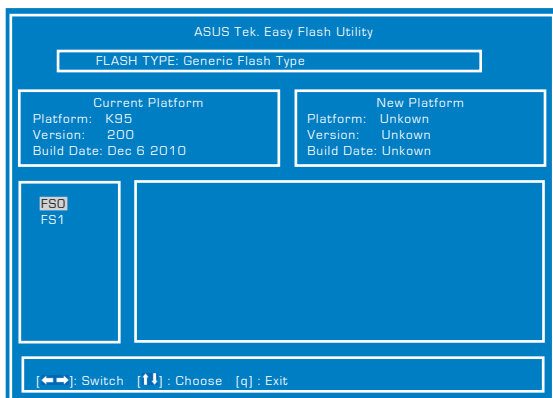 ASUS Tek. Easy Flash Utility
FLASH TYPE: Generic Flash Type
Current Platform
Platform: K95
Version: 200
Build Date: Dec 6 2010
New Platform
Platform: Unkown
Version: Unkown
Build Date: Unkown
FS0
FS1
[←→]: Switch [↑↓] : Choose [q] : Exit